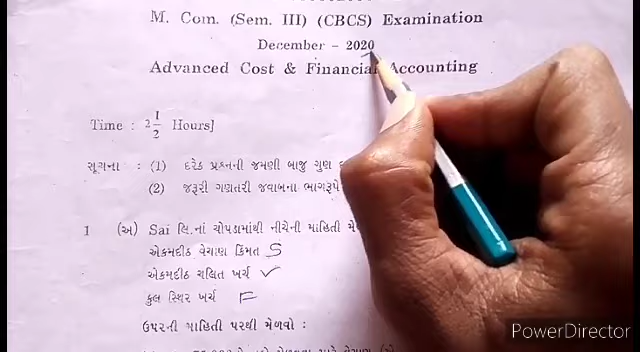 M. Com. (Sem. III) (CBCS) Examination
December – 2020
Advanced Cost & Financial Accounting
Time : 2 1/2 Hours]
સૂચના : (1) દરેક પ્રશ્નની જમણી બાજુ ગુણ
(2) જરૂરી ગણતરી જવાબના ભાગરૂપે
1 (અ) Sai લિ.નાં ચોપડામાંથી નીચેની માહિતી
એકમદીઠ વેચાણ કિંમત S
એકમદીઠ ચલિત ખર્ચ ✓
કુલ સ્થિર ખર્ચ F
ઉપરની માહિતી પરથી મેળવો :
PowerDirector